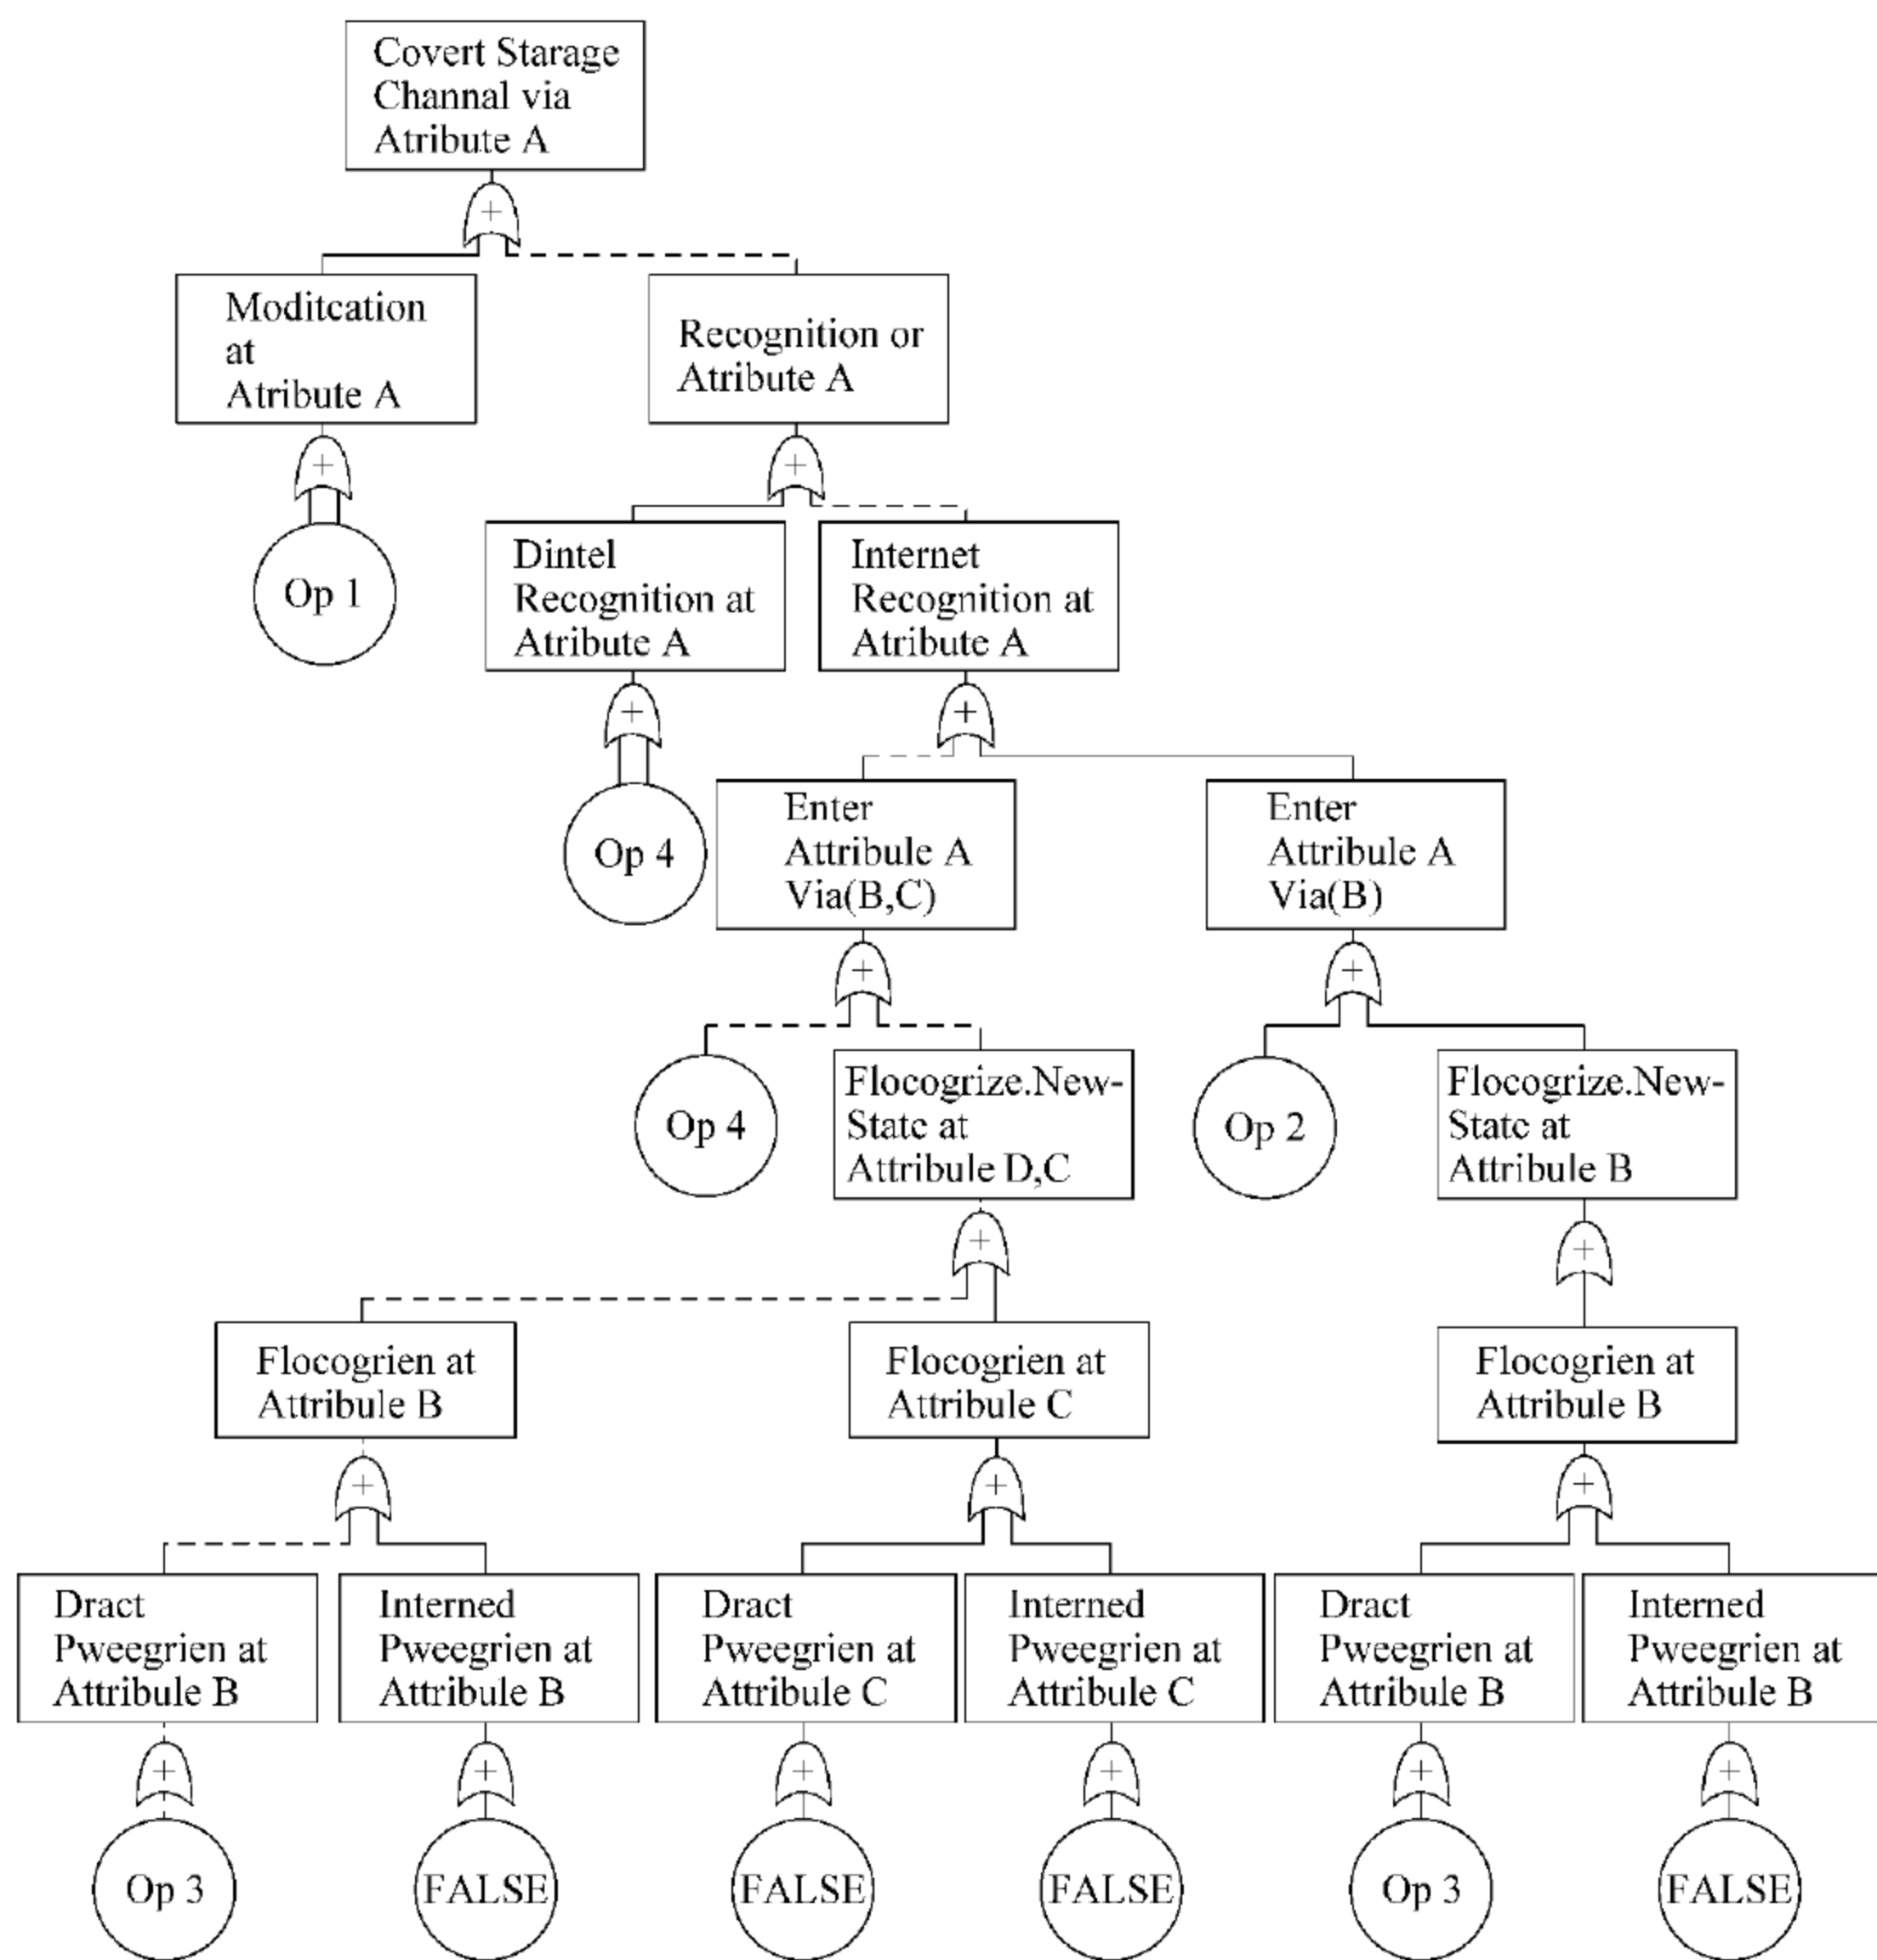 Covert Starage
Channal via
Atribute A
Moditcation
at
Atribute A
Recognition or
Atribute A
Op 1
Dintel
Recognition at
Atribute A
Internet
Recognition at
Atribute A
Op 4
Enter
Attribule A
Via(B,C)
Enter
Attribule A
Via(B)
Op 4
Flocogrize.New-
Statc at
Attribule D,C
Op 2
Flocogrize.New-
Statc at
Attribule B
Flocogrien at
Attribule B
Flocogrien at
Attribule C
Flocogrien at
Attribule B
Dract
Pweegrien at
Attribule B
Interned
Pweegrien at
Attribule B
Dract
Pweegrien at
Attribule C
Interned
Pweegrien at
Attribule C
Dract
Pweegrien at
Attribule B
Interned
Pweegrien at
Attribule B
Op 3
FALSE
FALSE
FALSE
Op 3
FALSE